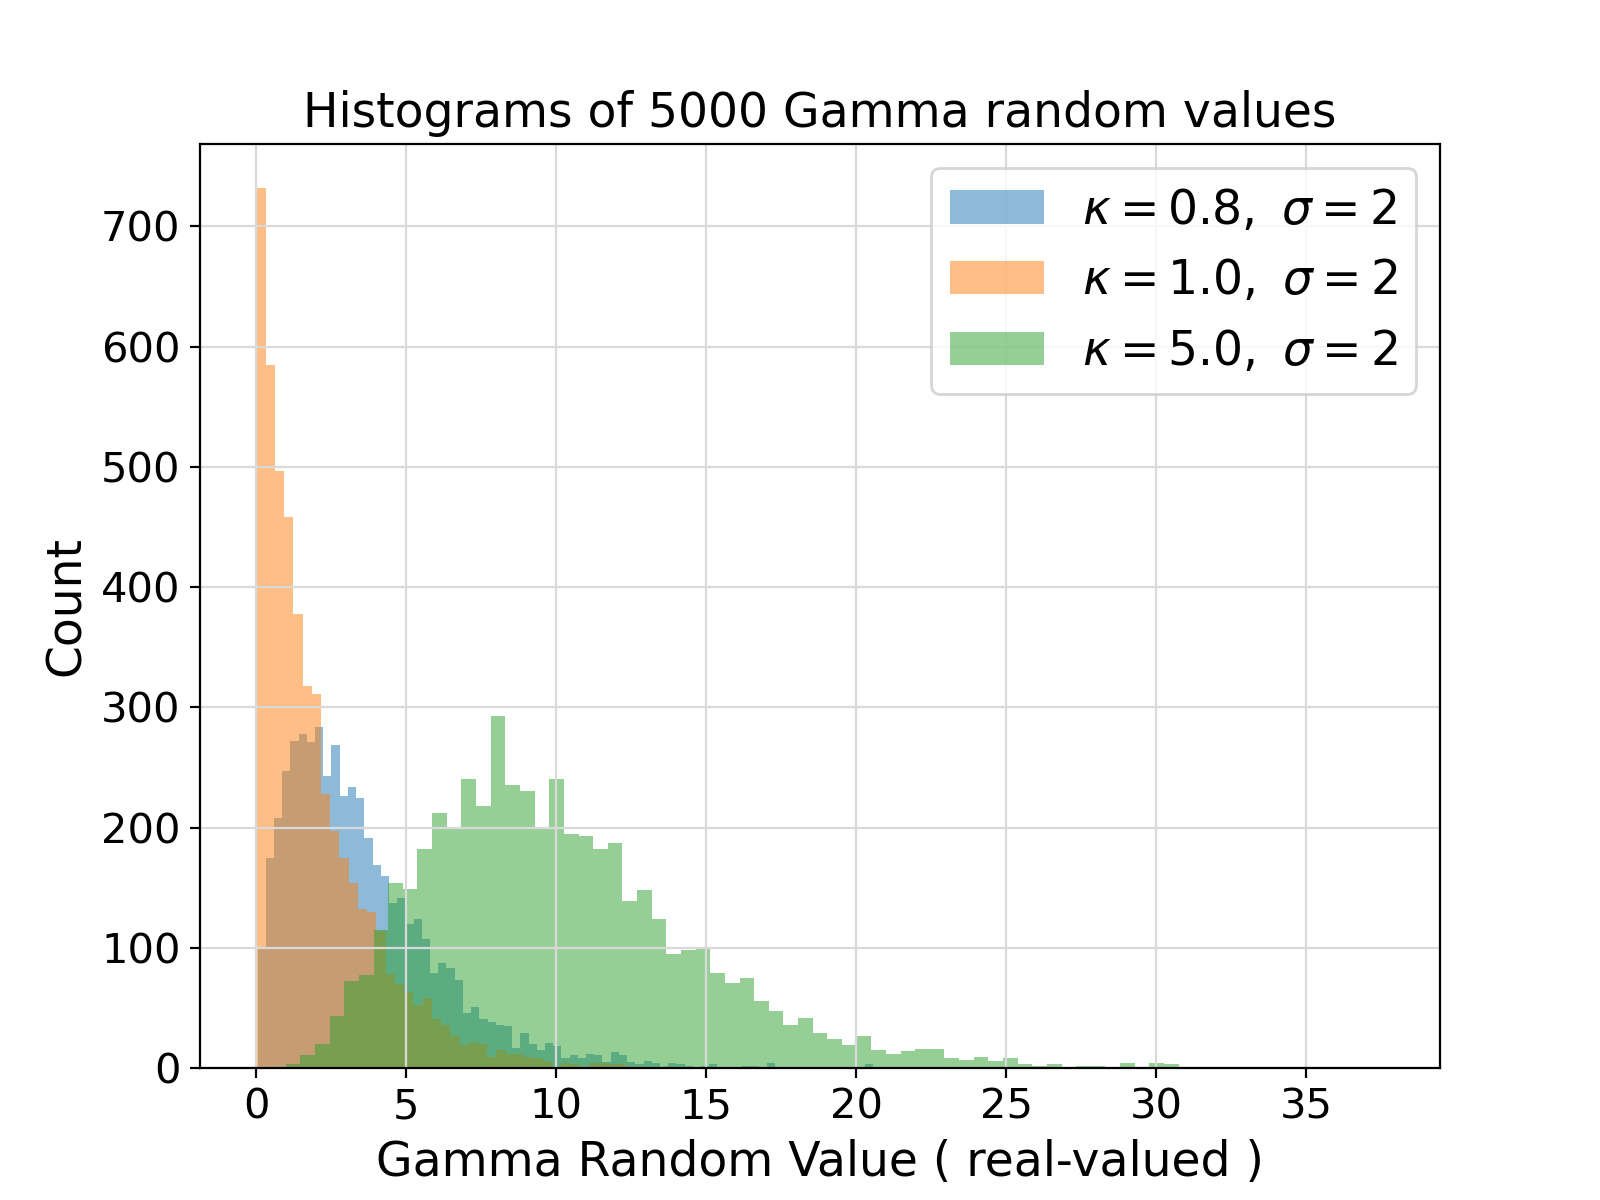 Histograms of 5000 Gamma random values
κ = 0.8, σ = 2
κ = 1.0, σ = 2
κ = 5.0, σ = 2
Count
700
600
500
400
300
200
100
0
0 5 10 15 20 25 30 35
Gamma Random Value ( real-valued )